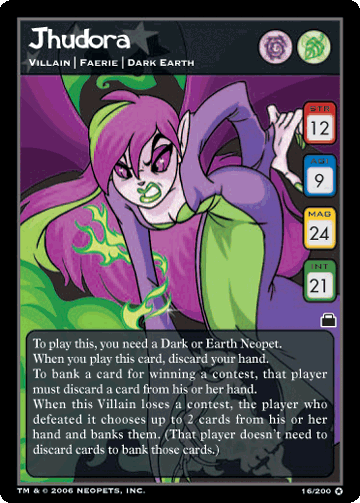 Jhudora
VILLAIN | FAERIE | DARK EARTH
STR
12
AGI
9
MAG
24
INT
21
To play this, you need a Dark or Earth Neopet.
When you play this card, discard your hand.
To bank a card for winning a contest, that player
must discard a card from his or her hand.
When this Villain loses a contest, the player who
defeated it chooses up to 2 cards from his or her
hand and banks them. (That player doesn't need to
discard cards to bank those cards.)
TM & © 2006 NEOPETS, INC.
16/200